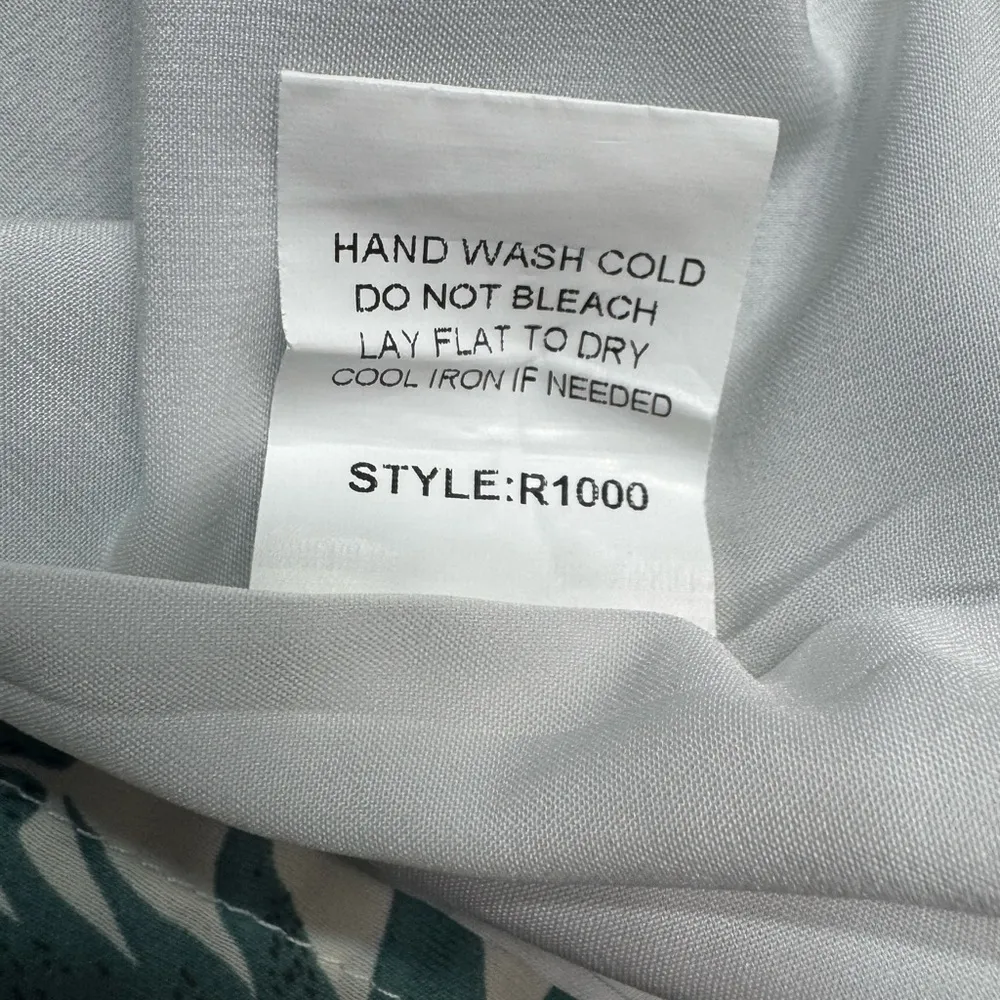 HAND WASH COLD
DO NOT BLEACH
LAY FLAT TO DRY
COOL IRON IF NEEDED
STYLE:R1000